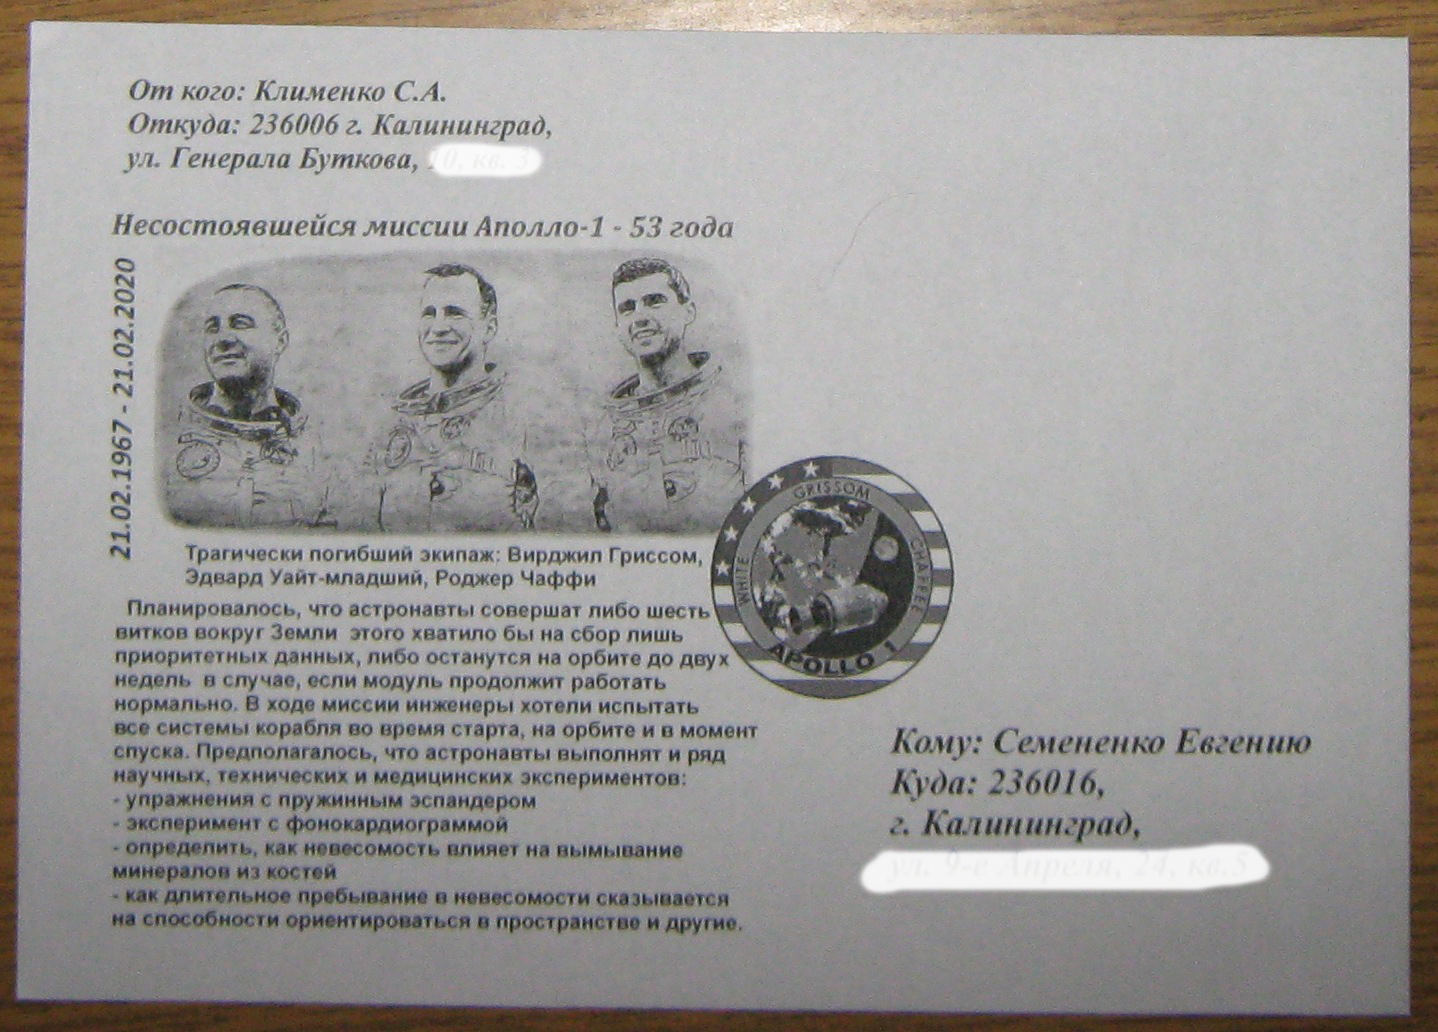 От кого: Клименко С.А.
Откуда: 236006 г. Калининград,
ул. Генерала Буткова,
Несостоявшейся миссии Аполло-1 - 53 года
21.02.1967 - 21.02.2020
GRISSOM
WHITE
CHAFFEE
APOLLO 1
Трагически погибший экипаж: Вирджил Гриссом,
Эдвард Уайт-младший, Роджер Чаффи
Планировалось, что астронавты совершат либо шесть
витков вокруг Земли этого хватило бы на сбор лишь
приоритетных данных, либо останутся на орбите до двух
недель в случае, если модуль продолжит работать
нормально. В ходе миссии инженеры хотели испытать
все системы корабля во время старта, на орбите и в момент
спуска. Предполагалось, что астронавты выполнят и ряд
научных, технических и медицинских экспериментов:
- упражнения с пружинным эспандером
- эксперимент с фонокардиограммой
- определить, как невесомость влияет на вымывание
минералов из костей
- как длительное пребывание в невесомости сказывается
на способности ориентироваться в пространстве и другие.
Кому: Семененко Евгению
Куда: 236016,
г. Калининград,